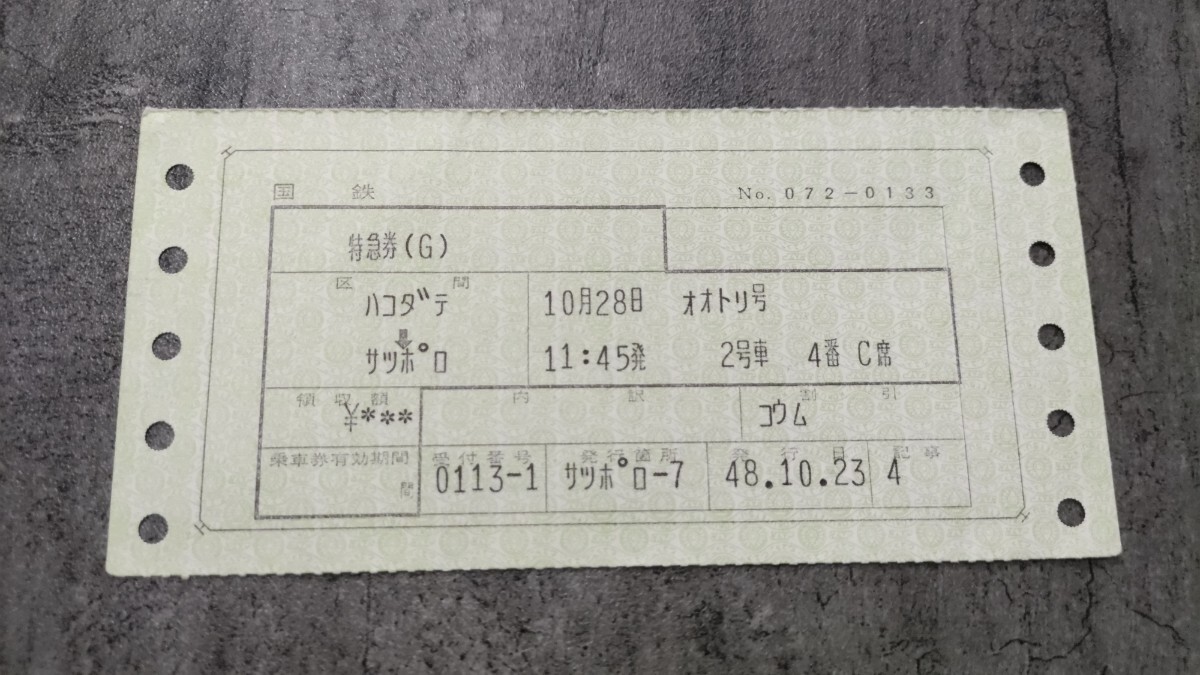 国鉄 No. 072-0133
特急券(G)
区間
ハコダテ 10月28日 オオトリ号
⬇
サツポロ 11:45発 2号車 4番 C席
領収額 内訳 割引
¥*** コウム
乗車券有効期間 受付番号 発行箇所 発行日 記事
間 0113-1 サツポロ-7 48.10.23 4